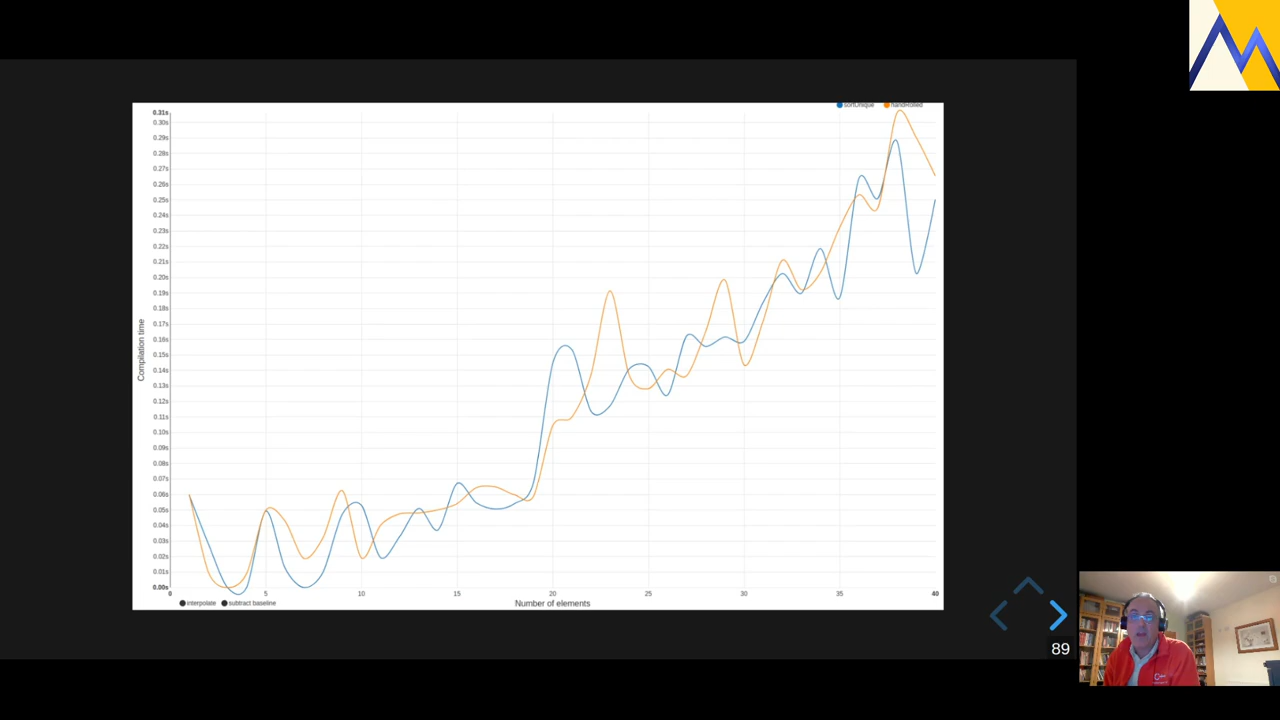 sortUnique handRolled
0.31s
0.30s
0.29s
0.28s
0.27s
0.26s
0.25s
0.24s
0.23s
0.22s
0.21s
0.20s
0.19s
0.18s
0.17s
0.16s
0.15s
0.14s
0.13s
0.12s
0.11s
0.10s
0.09s
0.08s
0.07s
0.06s
0.05s
0.04s
0.03s
0.02s
0.01s
0.00s
Compilation time
0 5 10 15 20 25 30 35 40
interpolate subtract baseline
Number of elements
89